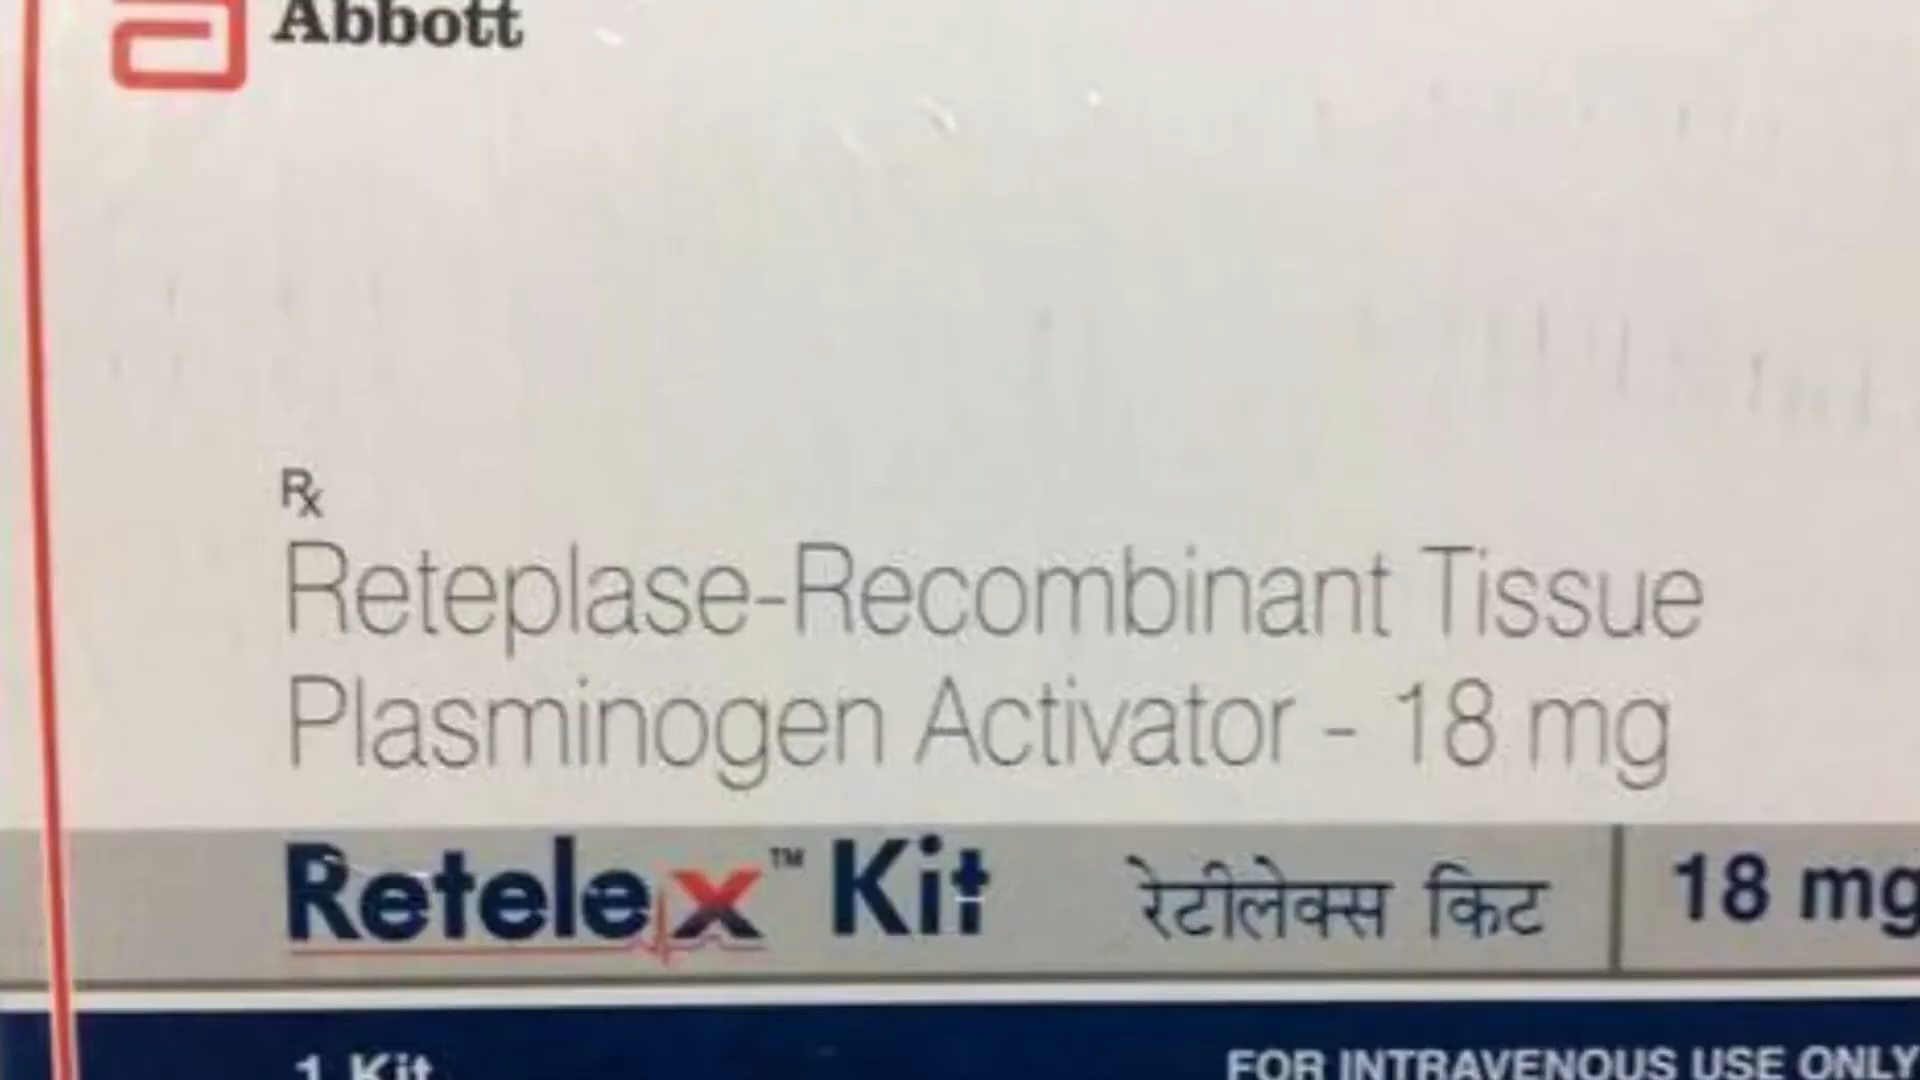 Abbott
Rx
Reteplase-Recombinant Tissue
Plasminogen Activator - 18 mg
Retelex™ Kit रेटीलेक्स किट 18 mg
1 Kit FOR INTRAVENOUS USE ONLY